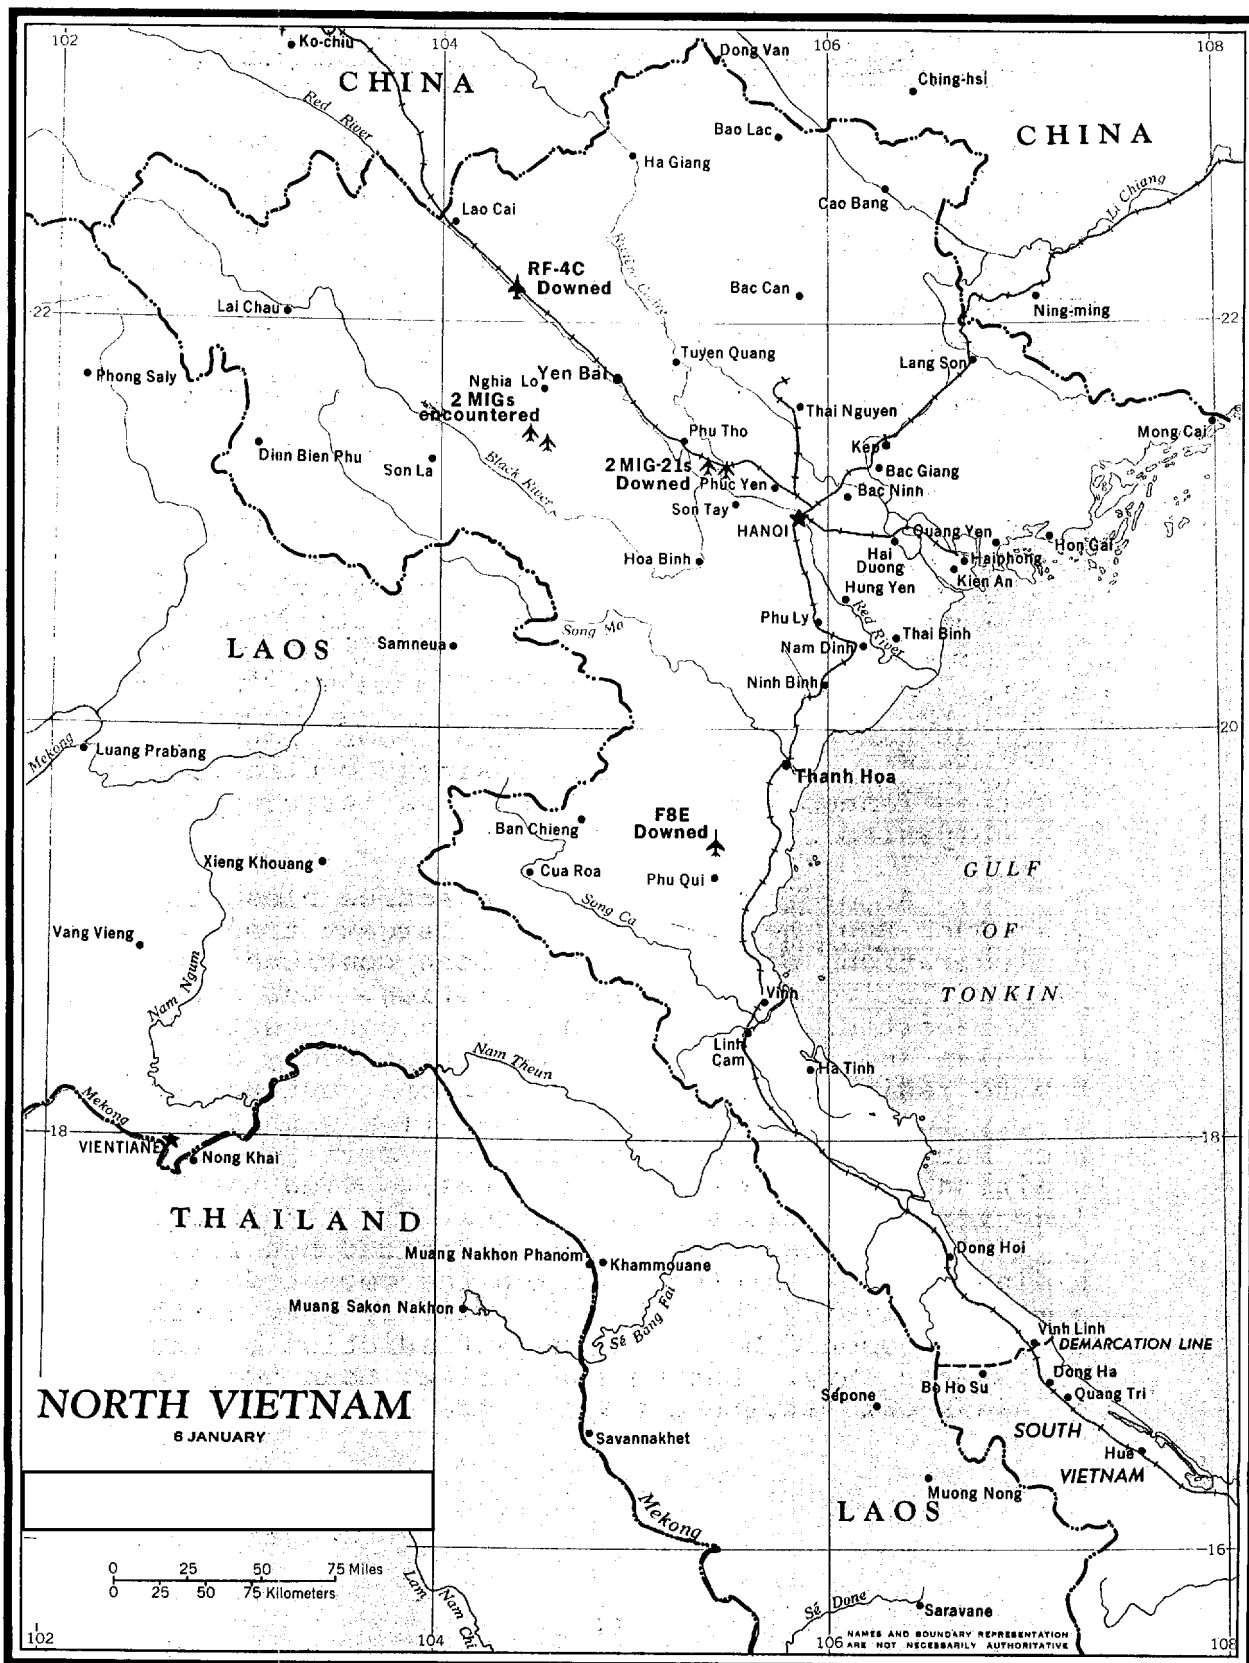 102
104
106
108
Ko-chiu
Dong Van
Ching-hsi
CHINA
Red River
Bao Lac
CHINA
Ha Giang
Li Chiang
Cao Bang
Lao Cai
RF-4C
Downed
Bac Can
Lai Chau
Ning-ming
22
22
Tuyen Quang
Lang Son
Phong Saly
Nghia Lo
Yen Bai
2 MIGs
encountered
Thai Nguyen
Mong Cai
Phu Tho
Kep
Dien Bien Phu
Son La
Black River
2 MIG-21s
Downed
Phuc Yen
Bac Giang
Bac Ninh
Son Tay
HANOI
Quang Yen
Hon Gai
Hai
Duong
Haiphong
Hoa Binh
Kien An
Hung Yen
Red River
Phu Ly
Thai Binh
Song Ma
LAOS
Samneua
Nam Dinh
Ninh Binh
20
Mekong
Luang Prabang
Thanh Hoa
F8E
Downed
Ban Chieng
Xieng Khouang
Cua Roa
Phu Qui
GULF
OF
TONKIN
Song Ca
Vang Vieng
Nam Ngum
Vinh
Linh
Cam
Nam Theun
Ha Tinh
Mekong
18
18
VIENTIANE
Nong Khai
THAILAND
Muang Nakhon Phanom
Khammouane
Dong Hoi
Muang Sakon Nakhon
Sé Bang Fai
Vinh Linh
DEMARCATION LINE
Dong Ha
Bo Ho Su
Quang Tri
Sépone
NORTH VIETNAM
6 JANUARY
SOUTH
VIETNAM
Savannakhet
Hué
Muong Nong
LAOS
Mekong
16
0 25 50 75 Miles
0 25 50 75 Kilometers
Lam
Nam Chi
Sé Done
Saravane
NAMES AND BOUNDARY REPRESENTATION
ARE NOT NECESSARILY AUTHORITATIVE
102
104
106
108